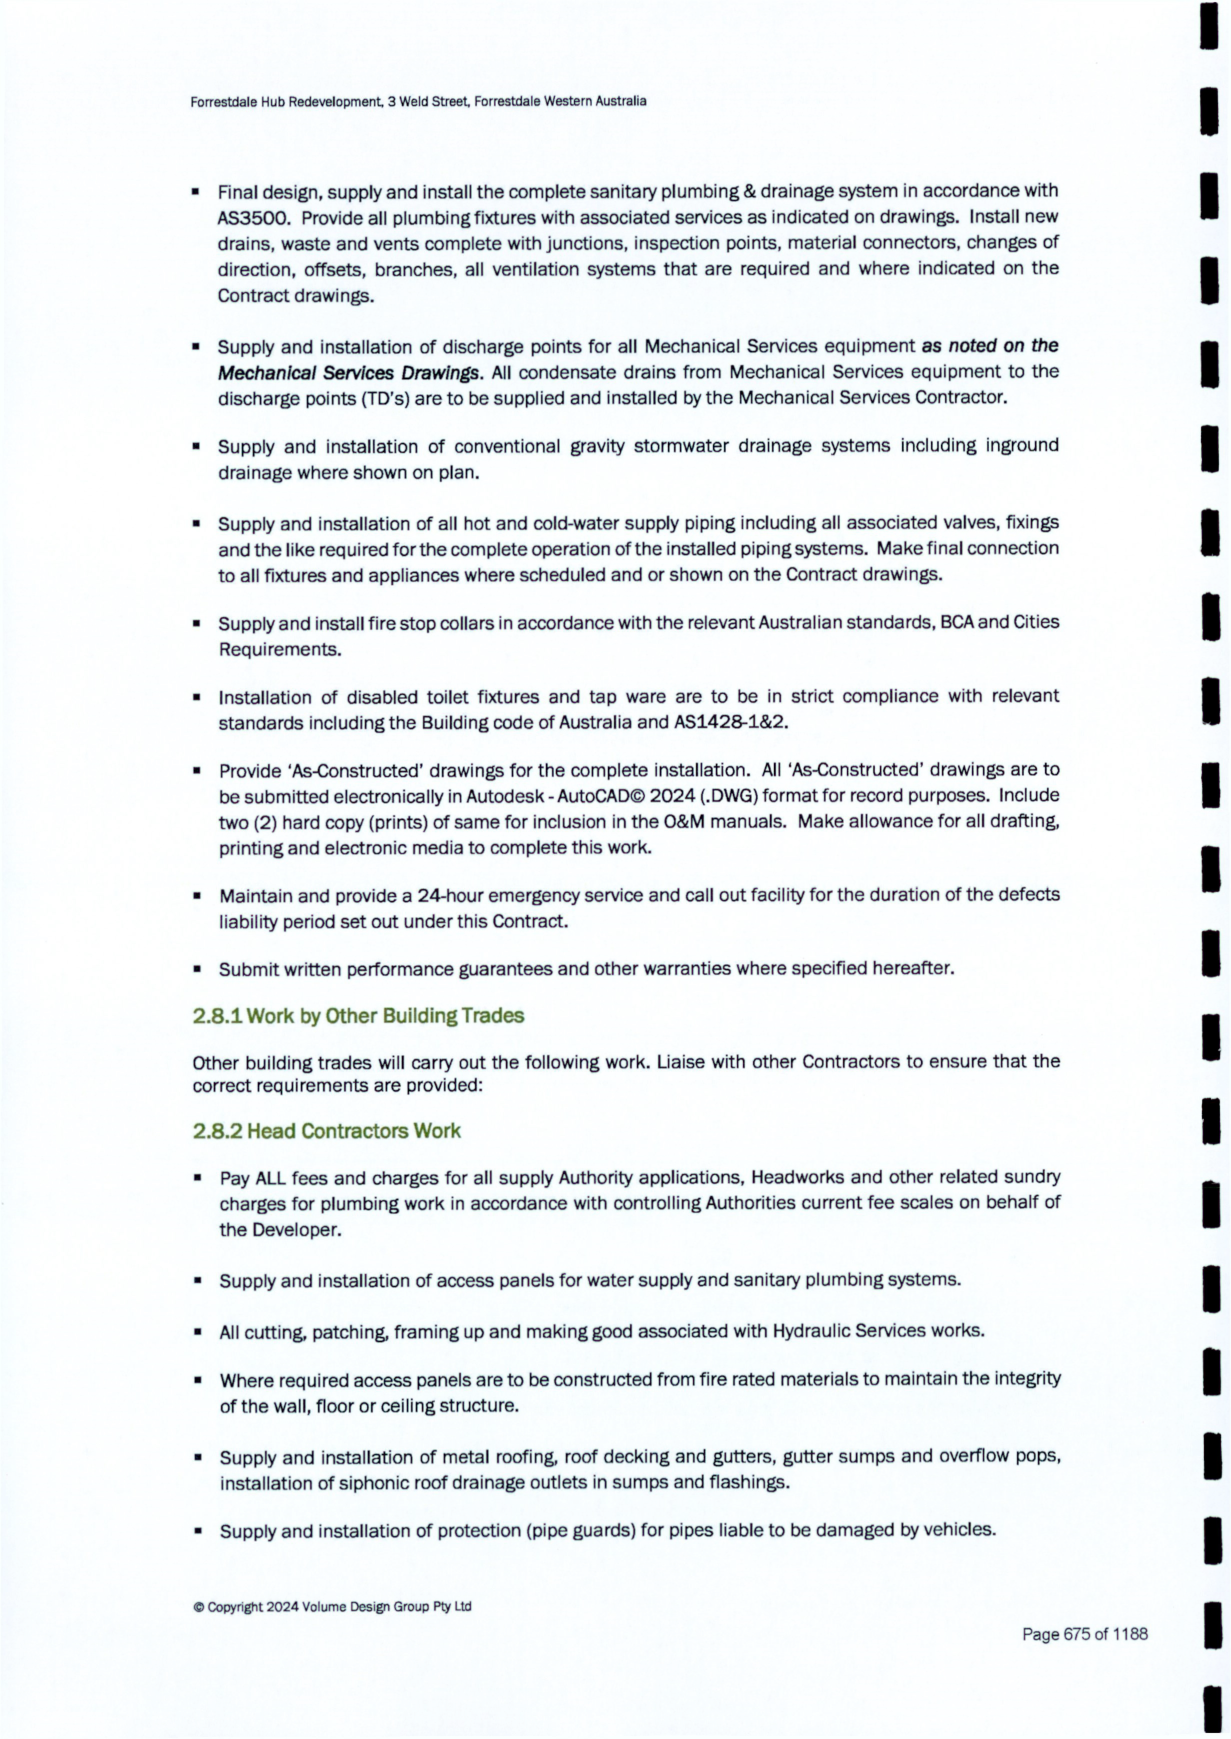 Forrestdale Hub Redevelopment, 3 Weld Street, Forrestdale Western Australia
▪ Final design, supply and install the complete sanitary plumbing & drainage system in accordance with
AS3500. Provide all plumbing fixtures with associated services as indicated on drawings. Install new
drains, waste and vents complete with junctions, inspection points, material connectors, changes of
direction, offsets, branches, all ventilation systems that are required and where indicated on the
Contract drawings.
▪ Supply and installation of discharge points for all Mechanical Services equipment as noted on the
Mechanical Services Drawings. All condensate drains from Mechanical Services equipment to the
discharge points (TD's) are to be supplied and installed by the Mechanical Services Contractor.
▪ Supply and installation of conventional gravity stormwater drainage systems including inground
drainage where shown on plan.
▪ Supply and installation of all hot and cold-water supply piping including all associated valves, fixings
and the like required for the complete operation of the installed piping systems. Make final connection
to all fixtures and appliances where scheduled and or shown on the Contract drawings.
▪ Supply and install fire stop collars in accordance with the relevant Australian standards, BCA and Cities
Requirements.
▪ Installation of disabled toilet fixtures and tap ware are to be in strict compliance with relevant
standards including the Building code of Australia and AS1428-1&2.
▪ Provide 'As-Constructed' drawings for the complete installation. All 'As-Constructed' drawings are to
be submitted electronically in Autodesk - AutoCAD© 2024 (.DWG) format for record purposes. Include
two (2) hard copy (prints) of same for inclusion in the O&M manuals. Make allowance for all drafting,
printing and electronic media to complete this work.
▪ Maintain and provide a 24-hour emergency service and call out facility for the duration of the defects
liability period set out under this Contract.
▪ Submit written performance guarantees and other warranties where specified hereafter.
2.8.1 Work by Other Building Trades
Other building trades will carry out the following work. Liaise with other Contractors to ensure that the
correct requirements are provided:
2.8.2 Head Contractors Work
▪ Pay ALL fees and charges for all supply Authority applications, Headworks and other related sundry
charges for plumbing work in accordance with controlling Authorities current fee scales on behalf of
the Developer.
▪ Supply and installation of access panels for water supply and sanitary plumbing systems.
▪ All cutting, patching, framing up and making good associated with Hydraulic Services works.
▪ Where required access panels are to be constructed from fire rated materials to maintain the integrity
of the wall, floor or ceiling structure.
▪ Supply and installation of metal roofing, roof decking and gutters, gutter sumps and overflow pops,
installation of siphonic roof drainage outlets in sumps and flashings.
▪ Supply and installation of protection (pipe guards) for pipes liable to be damaged by vehicles.
© Copyright 2024 Volume Design Group Pty Ltd
Page 675 of 1188